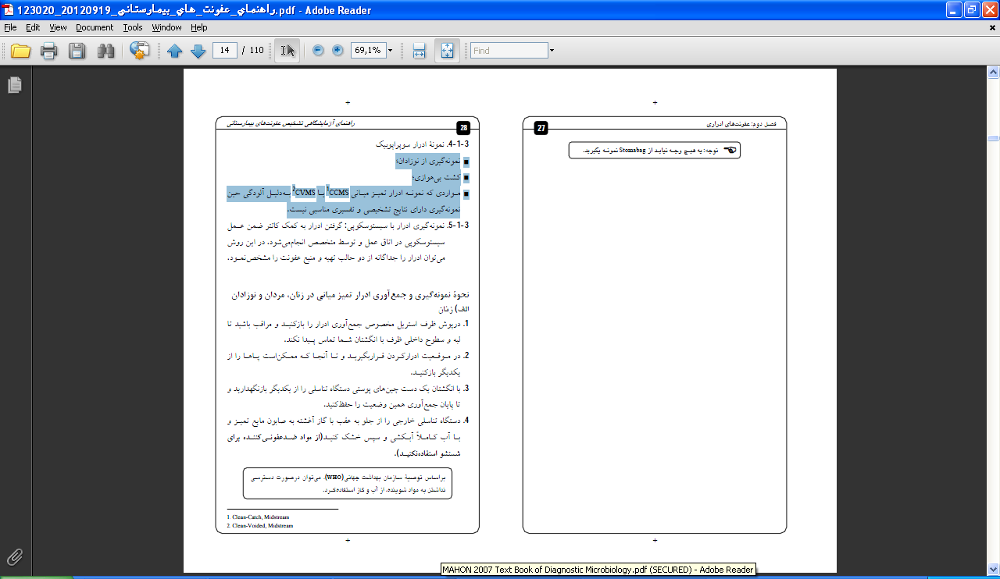 123020_20120919_راهنماي_عفونت_هاي_بيمارستاني.pdf - Adobe Reader
File Edit View Document Tools Window Help
14 / 110 69,1% Find
راهنمای آزمایشگاهی تشخیص عفونت‌های بیمارستانی 28
4-1-3. نمونهٔ ادرار سوپراپوبیک
■ نمونه‌گیری از نوزادان؛
■ کشت بی‌هوازی؛
■ مواردی که نمونه ادرار تمیز میانی CCMS1 یا CVMS2 به‌دلیل آلودگی حین
نمونه‌گیری دارای نتایج تشخیصی و تفسیری مناسبی نیست.
5-1-3. نمونه‌گیری ادرار با سیستوسکوپی: گرفتن ادرار به کمک کاتتر ضمن عمل
سیستوسکوپی در اتاق عمل و توسط متخصص انجام‌می‌شود. در این روش
می‌توان ادرار را جداگانه از دو حالب تهیه و منبع عفونت را مشخص‌نمود.
نحوهٔ نمونه‌گیری و جمع‌آوری ادرار تمیز میانی در زنان، مردان و نوزادان
الف) زنان
1. درپوش ظرف استریل مخصوص جمع‌آوری ادرار را بازکنید و مراقب باشید تا
لبه و سطوح داخلی ظرف با انگشتان شما تماس پیدا نکند.
2. در موقعیت ادرارکردن قراربگیرید و تا آنجا که ممکن‌است پاها را از
یکدیگر بازکنید.
3. با انگشتان یک دست چین‌های پوستی دستگاه تناسلی را از یکدیگر بازنگهدارید و
تا پایان جمع‌آوری همین وضعیت را حفظ‌کنید.
4. دستگاه تناسلی خارجی را از جلو به عقب با گاز آغشته به صابون مایع تمیز و
با آب کاملاً آبکشی و سپس خشک کنید(از مواد ضدعفونی‌کننده برای
شستشو استفاده‌نکنید).
براساس توصیهٔ سازمان بهداشت جهانی(WHO)، می‌توان درصورت دسترسی
نداشتن به مواد شوینده، از آب و گاز استفاده‌کرد.
1. Clean-Catch, Midstream
2. Clean-Voided, Midstream
فصل دوم: عفونت‌های ادراری 27
توجه: به هیچ وجه نباید از Stomabag نمونه بگیرید.
MAHON 2007 Text Book of Diagnostic Microbiology.pdf (SECURED) - Adobe Reader